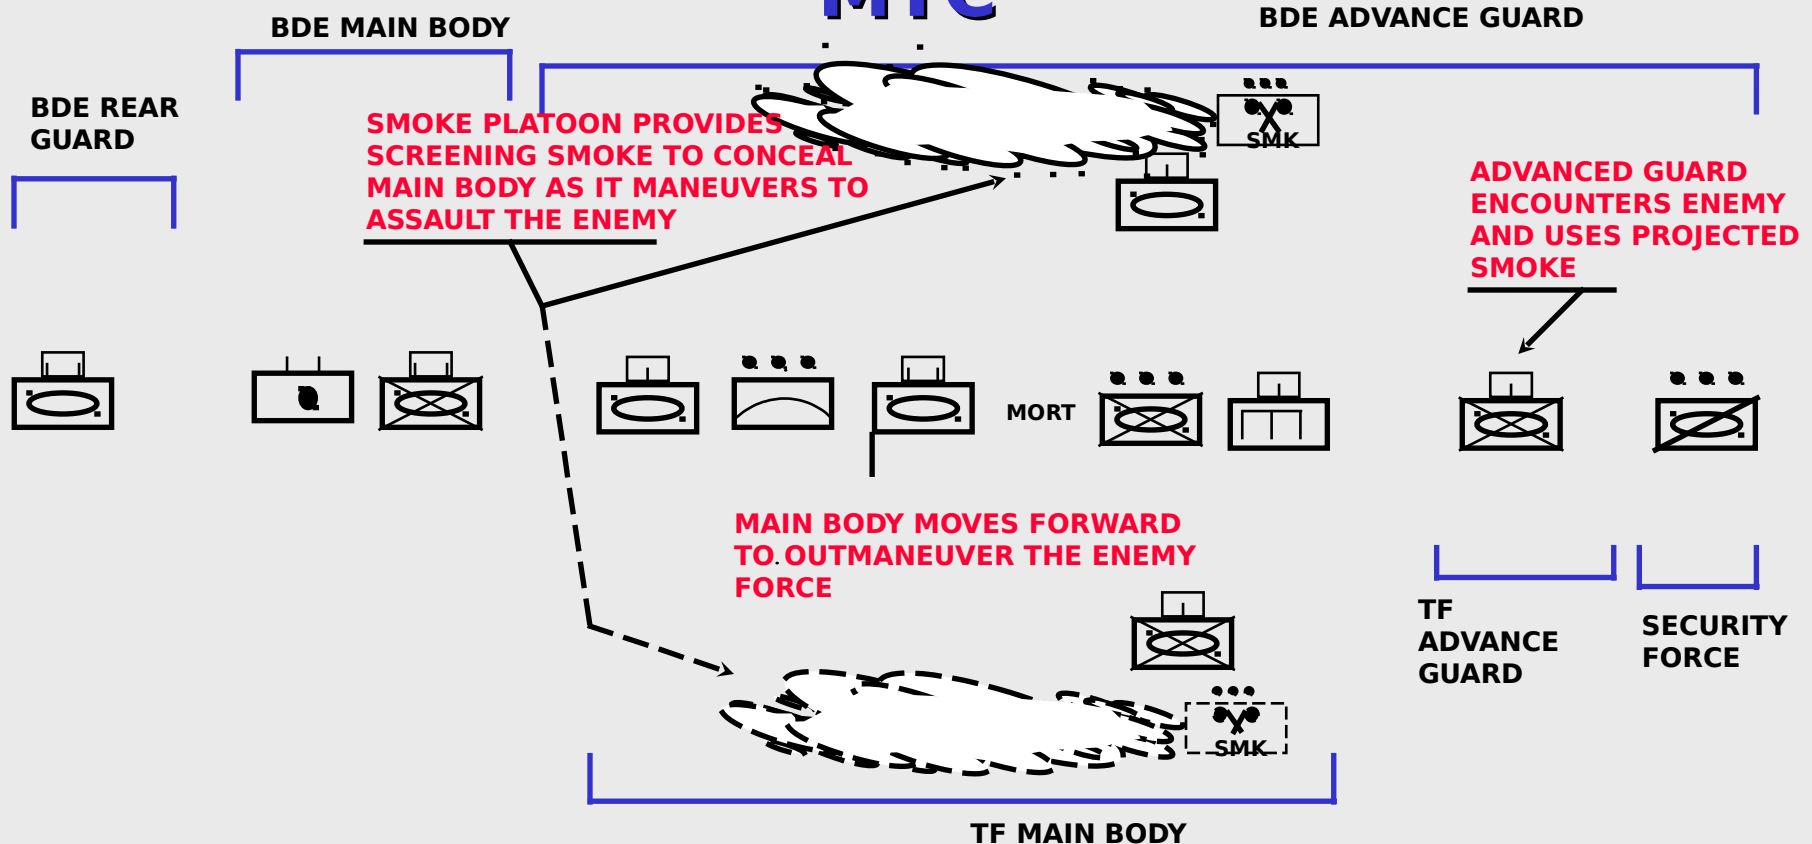 MTC
BDE MAIN BODY
BDE ADVANCE GUARD
BDE REAR
GUARD
SMOKE PLATOON PROVIDES
SCREENING SMOKE TO CONCEAL
MAIN BODY AS IT MANEUVERS TO
ASSAULT THE ENEMY
SMK
ADVANCED GUARD
ENCOUNTERS ENEMY
AND USES PROJECTED
SMOKE
MORT
MAIN BODY MOVES FORWARD
TO OUTMANEUVER THE ENEMY
FORCE
TF
ADVANCE
GUARD
SECURITY
FORCE
SMK
TF MAIN BODY